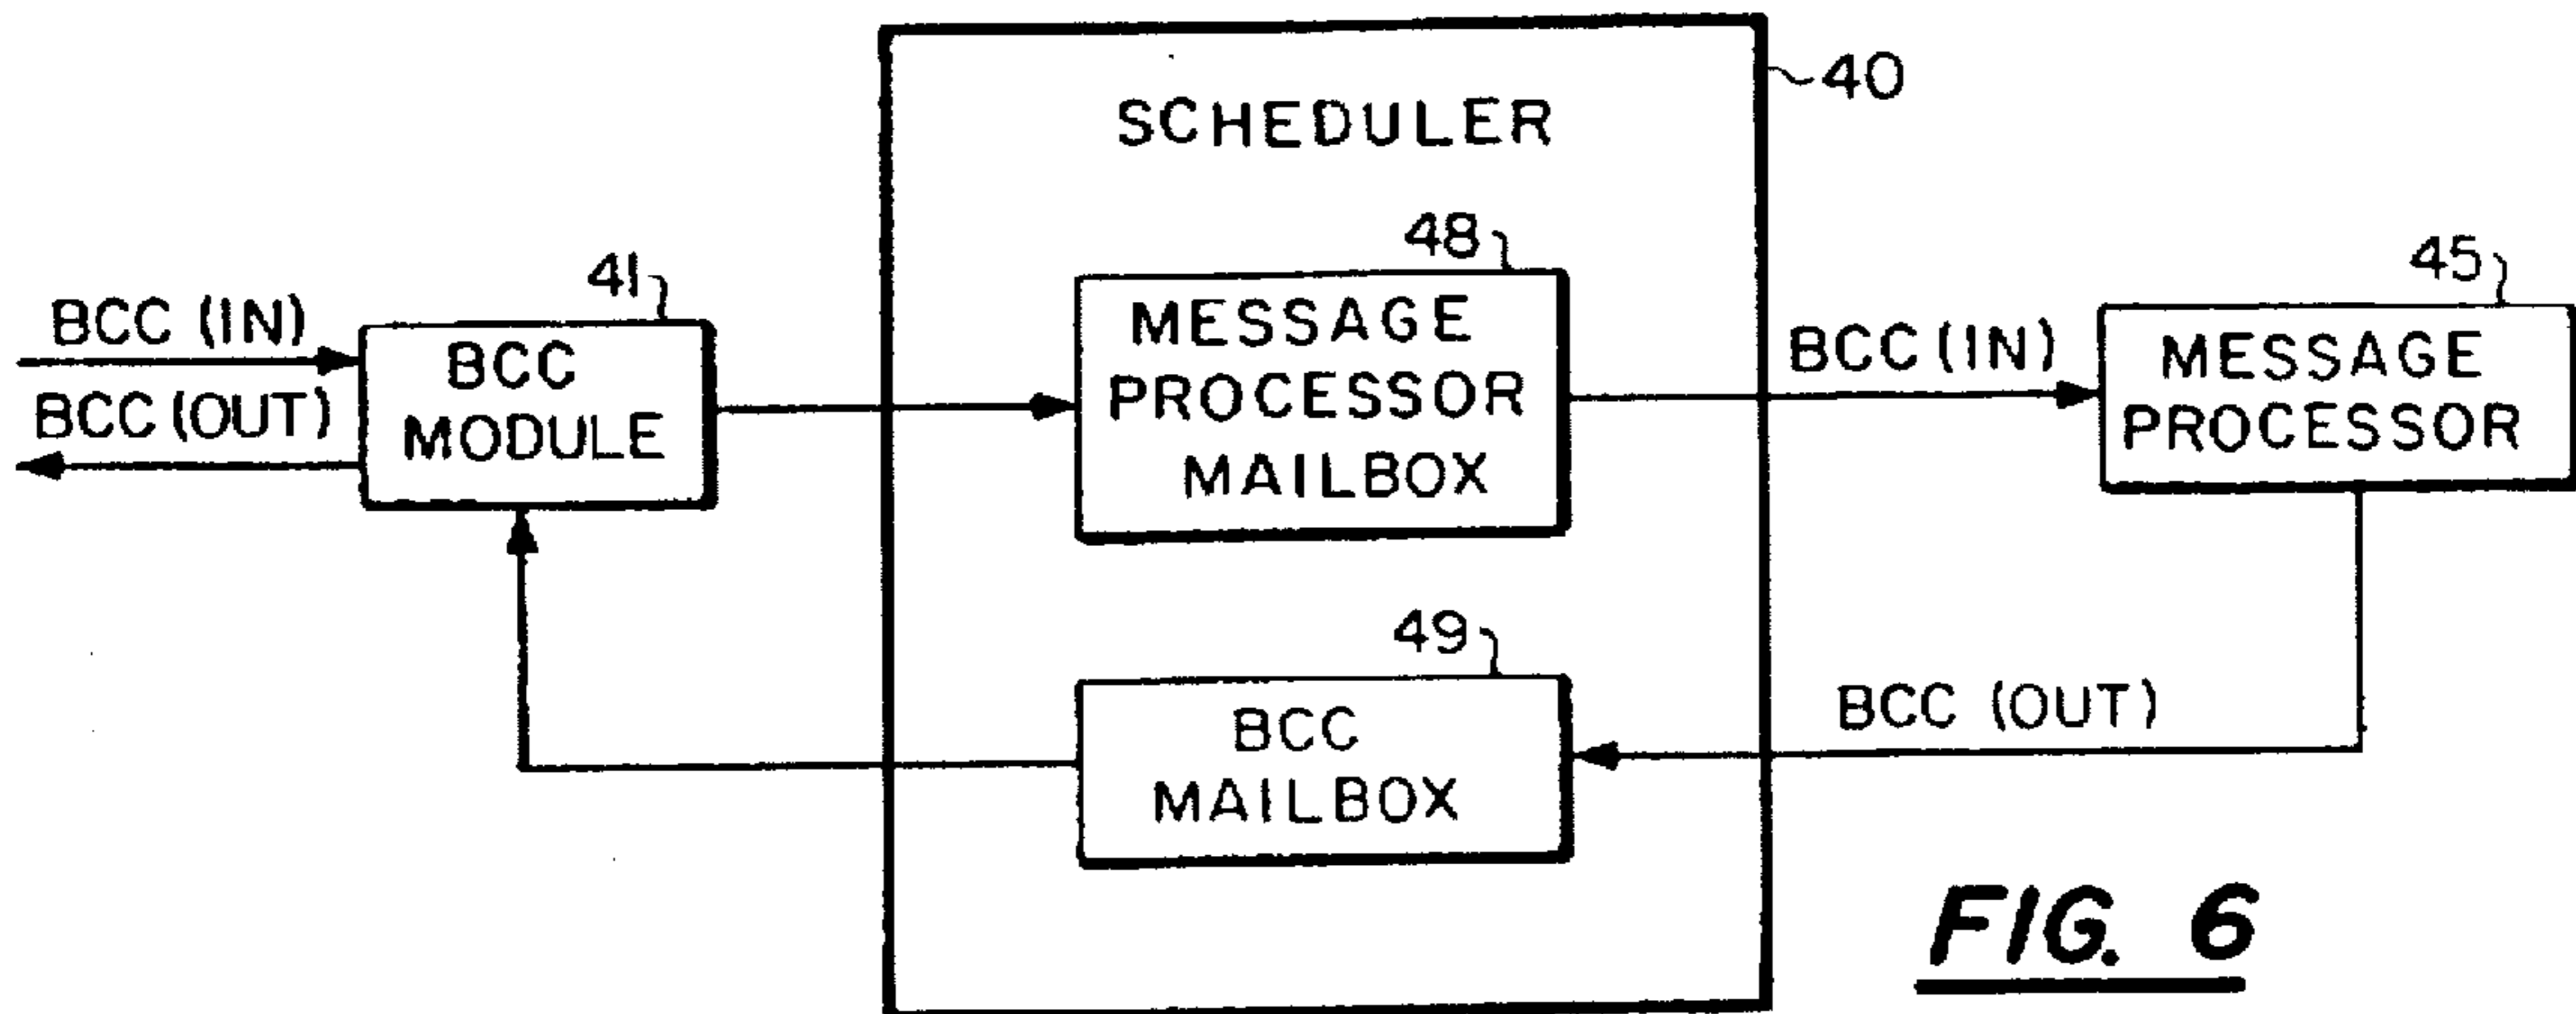 40
SCHEDULER
48
41
45
BCC (IN)
BCC (OUT)
BCC
MODULE
MESSAGE
PROCESSOR
MAILBOX
BCC (IN)
MESSAGE
PROCESSOR
49
BCC
MAILBOX
BCC (OUT)
FIG. 6